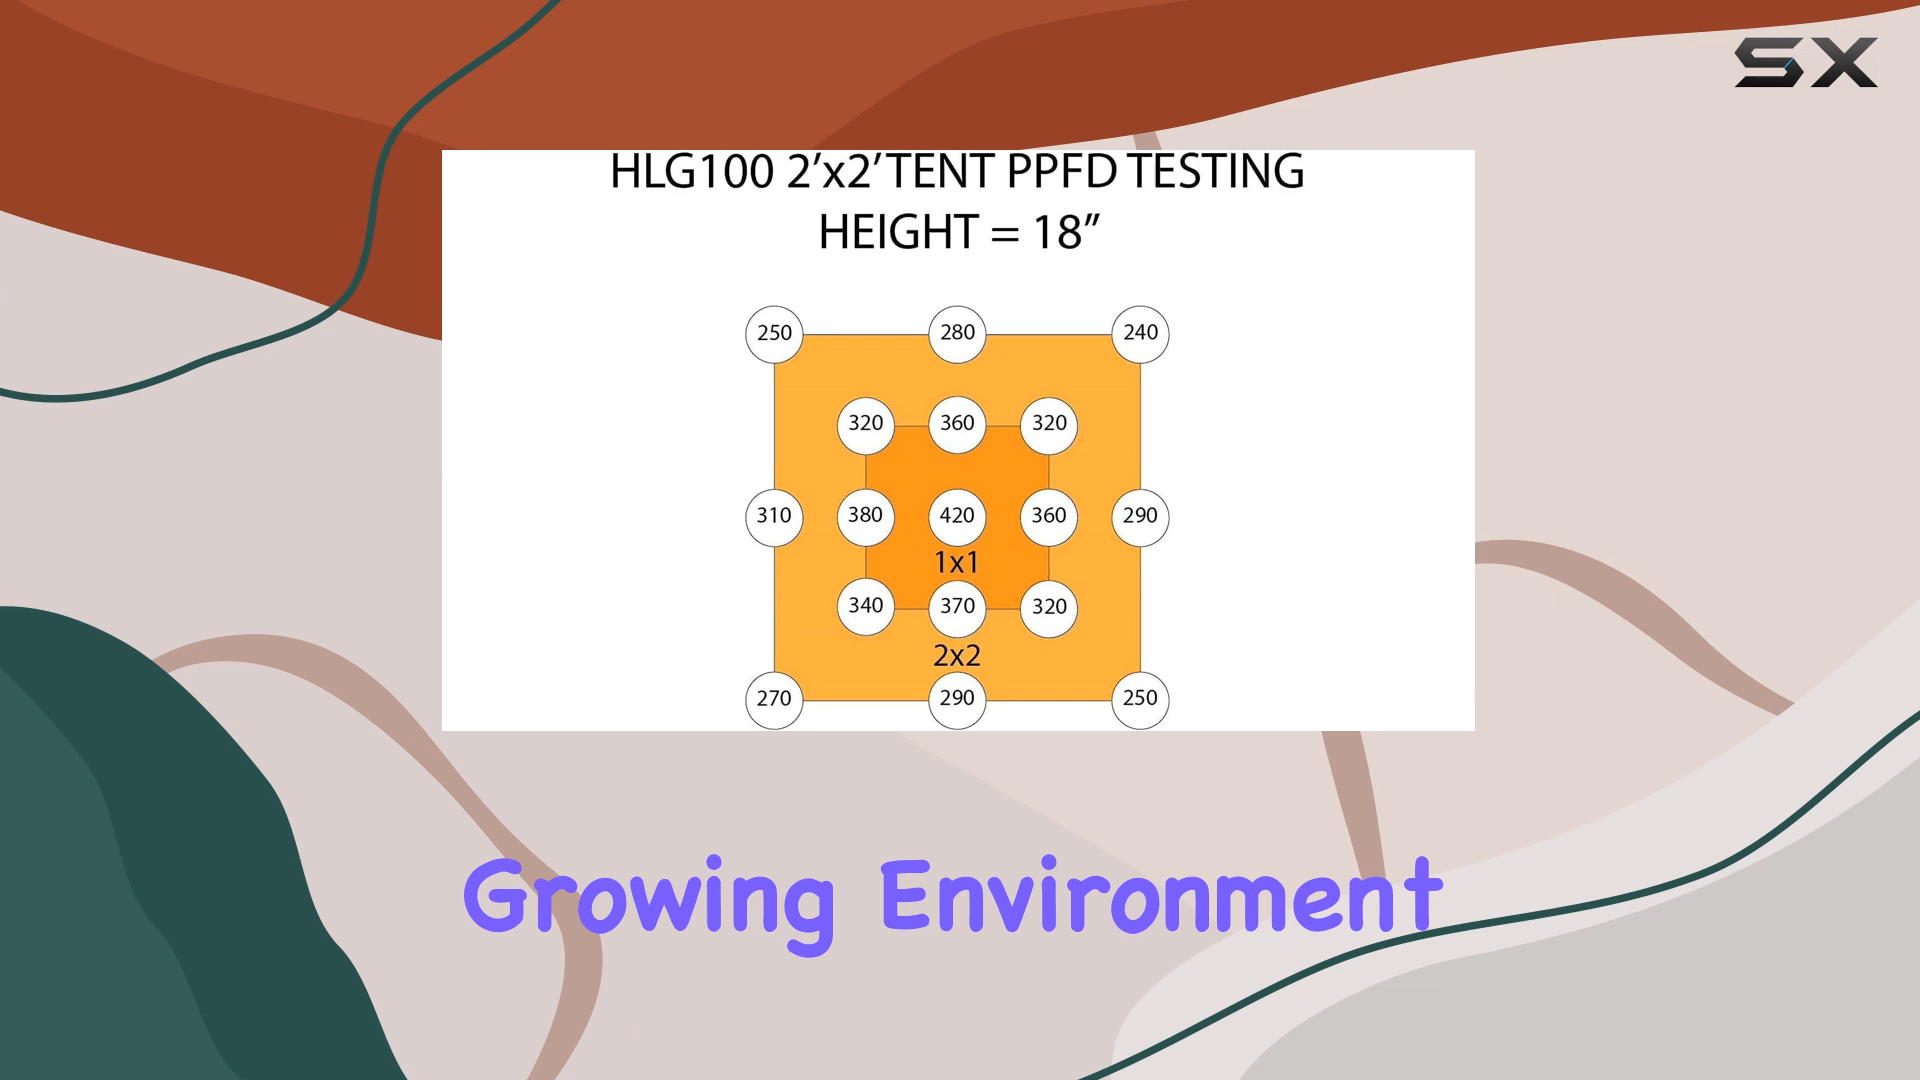 SX
HLG100 2’x2’ TENT PPFD TESTING
HEIGHT = 18”
250 280 240
320 360 320
310 380 420 360 290
1x1
340 370 320
2x2
270 290 250
Growing Environment